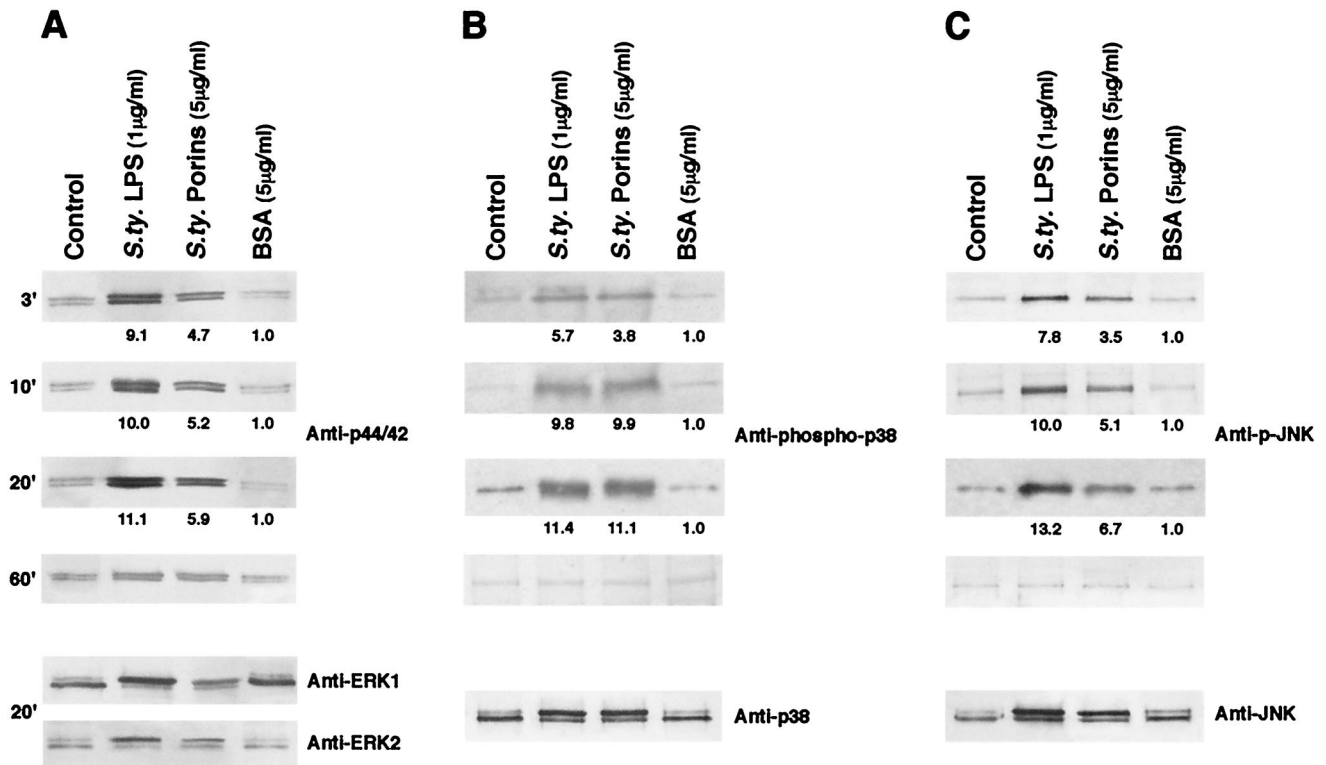 A
Control
S.ty. LPS (1μg/ml)
S.ty. Porins (5μg/ml)
BSA (5μg/ml)
3'
9.1 4.7 1.0
10'
10.0 5.2 1.0
Anti-p44/42
20'
11.1 5.9 1.0
60'
Anti-ERK1
20'
Anti-ERK2
B
Control
S.ty. LPS (1μg/ml)
S.ty. Porins (5μg/ml)
BSA (5μg/ml)
5.7 3.8 1.0
9.8 9.9 1.0
Anti-phospho-p38
11.4 11.1 1.0
Anti-p38
C
Control
S.ty. LPS (1μg/ml)
S.ty. Porins (5μg/ml)
BSA (5μg/ml)
7.8 3.5 1.0
10.0 5.1 1.0
Anti-p-JNK
13.2 6.7 1.0
Anti-JNK